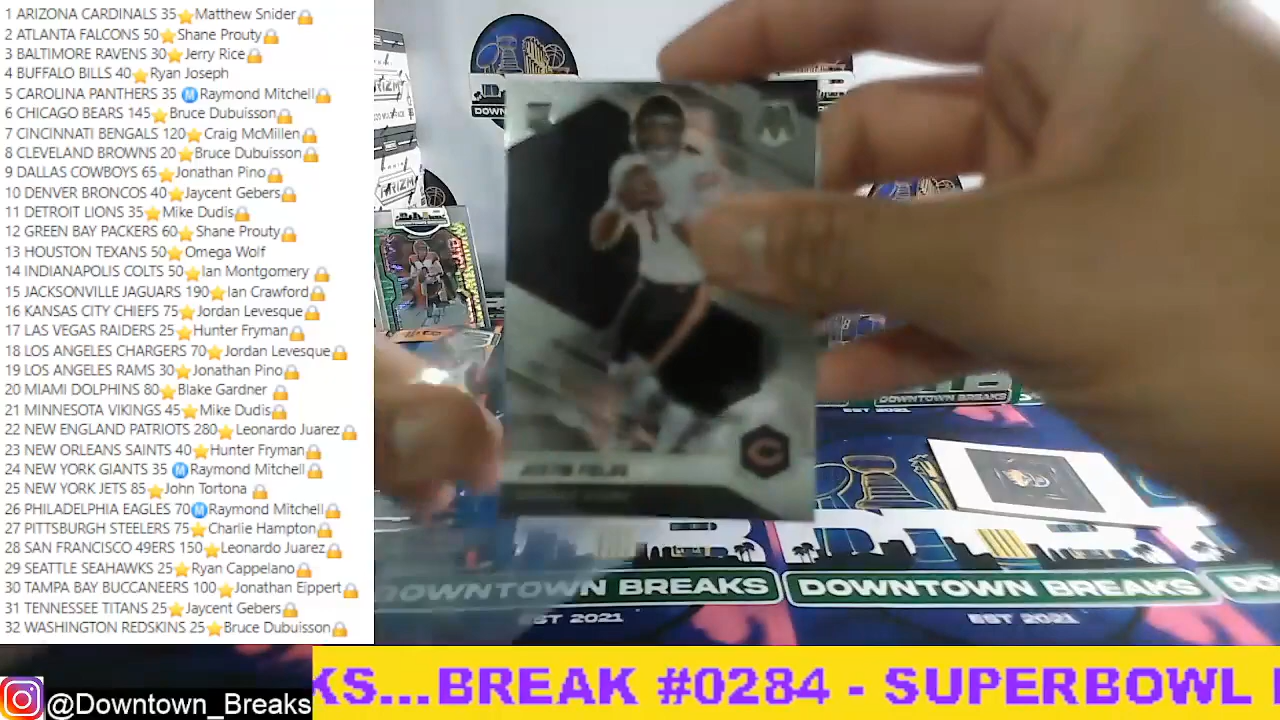 1 ARIZONA CARDINALS 35⭐Matthew Snider🔒
2 ATLANTA FALCONS 50⭐Shane Prouty🔒
3 BALTIMORE RAVENS 30⭐Jerry Rice🔒
4 BUFFALO BILLS 40⭐Ryan Joseph
5 CAROLINA PANTHERS 35 Ⓜ️Raymond Mitchell🔒
6 CHICAGO BEARS 145⭐Bruce Dubuisson🔒
7 CINCINNATI BENGALS 120⭐Craig McMillen🔒
8 CLEVELAND BROWNS 20⭐Bruce Dubuisson🔒
9 DALLAS COWBOYS 65⭐Jonathan Pino🔒
10 DENVER BRONCOS 40⭐Jaycent Gebers🔒
11 DETROIT LIONS 35⭐Mike Dudis🔒
12 GREEN BAY PACKERS 60⭐Shane Prouty🔒
13 HOUSTON TEXANS 50⭐Omega Wolf
14 INDIANAPOLIS COLTS 50⭐Ian Montgomery 🔒
15 JACKSONVILLE JAGUARS 190⭐Ian Crawford🔒
16 KANSAS CITY CHIEFS 75⭐Jordan Levesque🔒
17 LAS VEGAS RAIDERS 25⭐Hunter Fryman🔒
18 LOS ANGELES CHARGERS 70⭐Jordan Levesque🔒
19 LOS ANGELES RAMS 30⭐Jonathan Pino🔒
20 MIAMI DOLPHINS 80⭐Blake Gardner 🔒
21 MINNESOTA VIKINGS 45⭐Mike Dudis🔒
22 NEW ENGLAND PATRIOTS 280⭐Leonardo Juarez🔒
23 NEW ORLEANS SAINTS 40⭐Hunter Fryman🔒
24 NEW YORK GIANTS 35 Ⓜ️Raymond Mitchell🔒
25 NEW YORK JETS 85⭐John Tortona 🔒
26 PHILADELPHIA EAGLES 70Ⓜ️Raymond Mitchell🔒
27 PITTSBURGH STEELERS 75⭐Charlie Hampton🔒
28 SAN FRANCISCO 49ERS 150⭐Leonardo Juarez🔒
29 SEATTLE SEAHAWKS 25⭐Ryan Cappelano🔒
30 TAMPA BAY BUCCANEERS 100⭐Jonathan Eippert🔒
31 TENNESSEE TITANS 25⭐Jaycent Gebers🔒
32 WASHINGTON REDSKINS 25⭐Bruce Dubuisson🔒
JUSTIN FIELDS
DOWNTOWN BREAKS
EST 2021
DOWNTOWN BREAKS
EST 2021
DOWNTOWN BREAKS
EST 2021
@Downtown_Breaks
KS...BREAK #0284 - SUPERBOWL